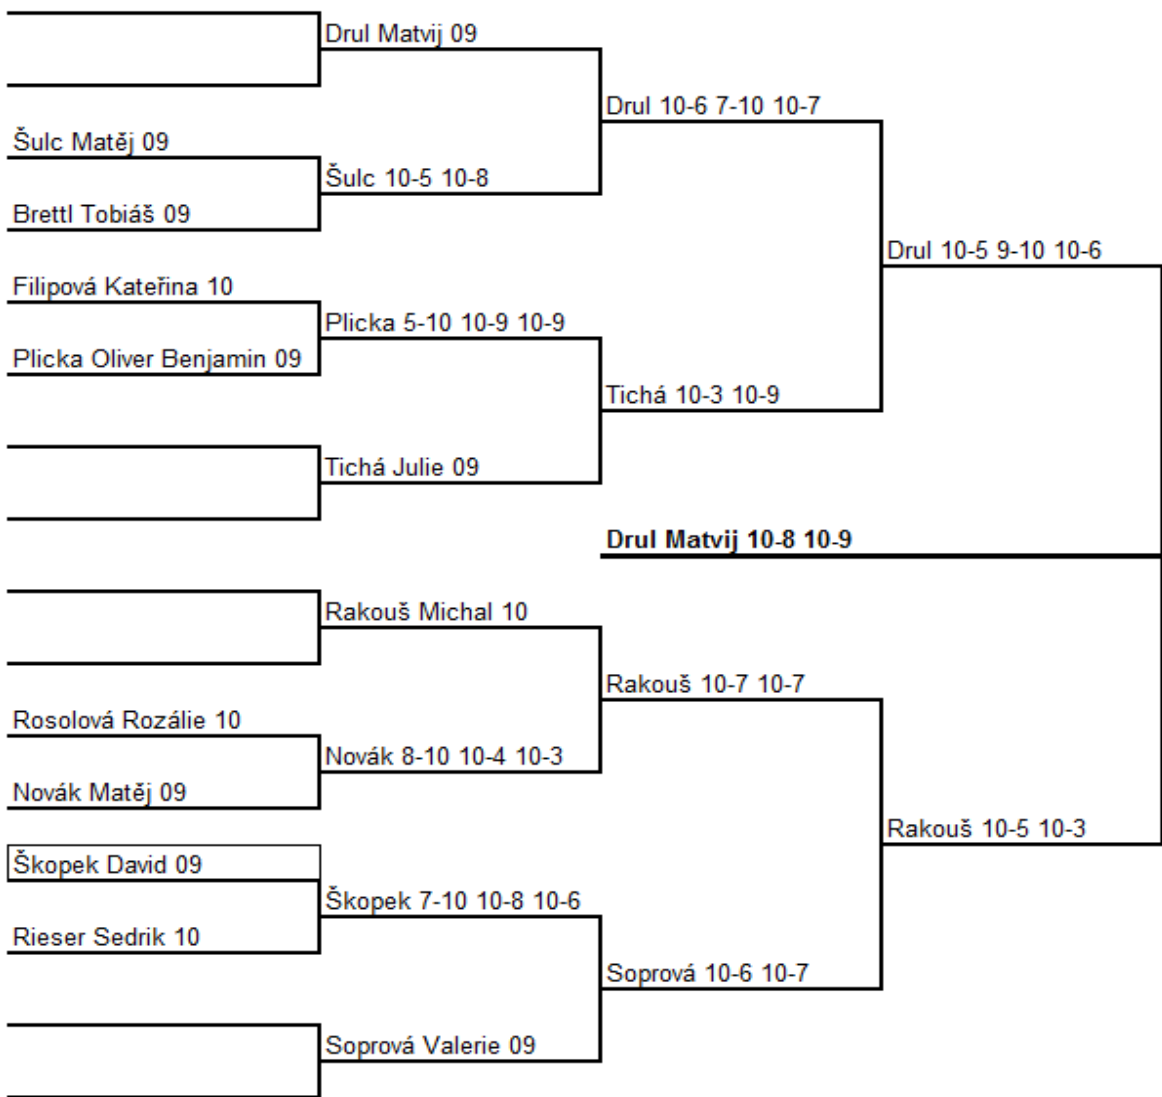 Drul Matvij 09
Drul 10-6 7-10 10-7
Šulc Matěj 09
Šulc 10-5 10-8
Brettl Tobiáš 09
Drul 10-5 9-10 10-6
Filipová Kateřina 10
Plicka 5-10 10-9 10-9
Plicka Oliver Benjamin 09
Tichá 10-3 10-9
Tichá Julie 09
Drul Matvij 10-8 10-9
Rakouš Michal 10
Rakouš 10-7 10-7
Rosolová Rozálie 10
Novák 8-10 10-4 10-3
Novák Matěj 09
Rakouš 10-5 10-3
Škopek David 09
Škopek 7-10 10-8 10-6
Rieser Sedrik 10
Soprová 10-6 10-7
Soprová Valerie 09